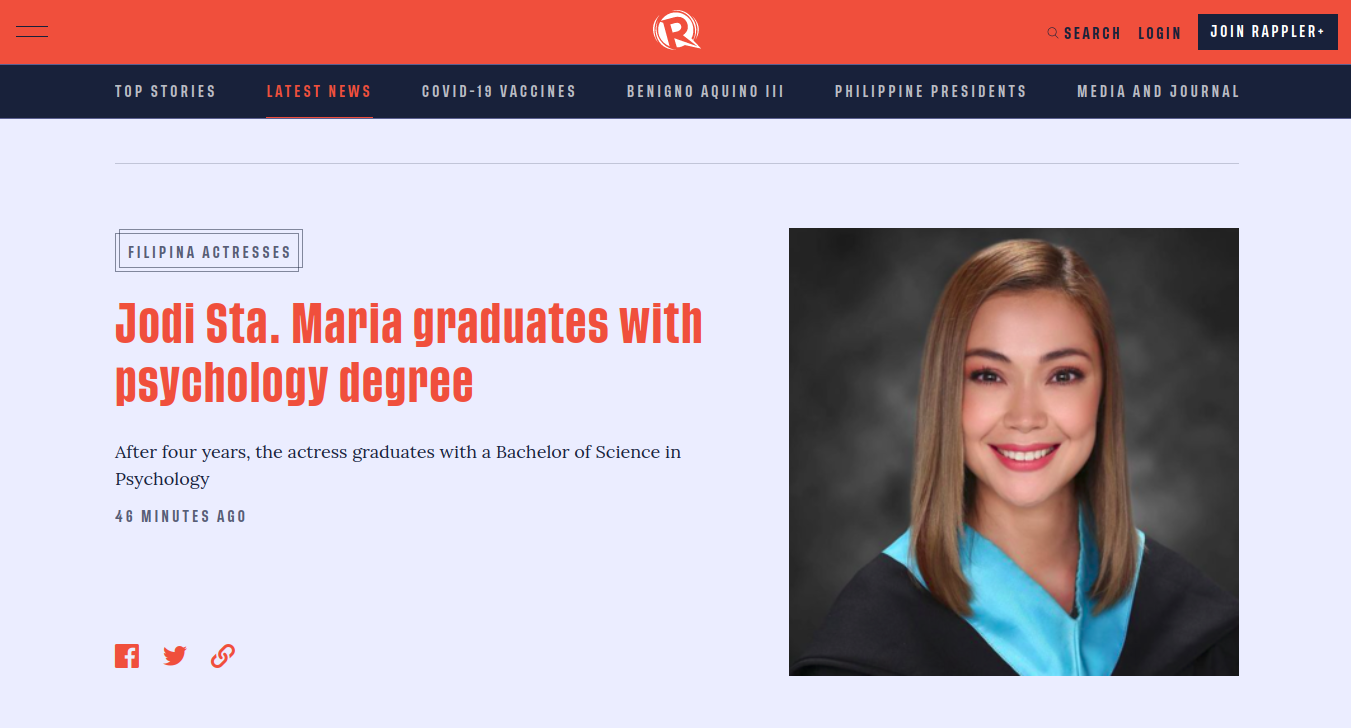 R
SEARCH LOGIN JOIN RAPPLER+
TOP STORIES LATEST NEWS COVID-19 VACCINES BENIGNO AQUINO III PHILIPPINE PRESIDENTS MEDIA AND JOURNAL
FILIPINA ACTRESSES
Jodi Sta. Maria graduates with
psychology degree
After four years, the actress graduates with a Bachelor of Science in
Psychology
46 MINUTES AGO